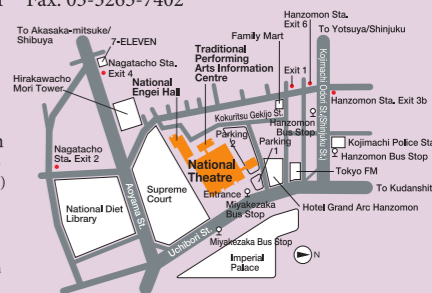 Fax: 03-5265-7402
To Akasaka-mitsuke/
Shibuya
7-ELEVEN
Nagatacho Sta.
Exit 4
Hirakawacho
Mori Tower
National
Engei Hall
Traditional
Performing
Arts Information
Centre
Family Mart
Hanzomon Sta.
Exit 6
To Yotsuya/Shinjuku
Exit 1
Kojimachi
Odori St./Shinjuku St.
Hanzomon Sta. Exit 3b
Kokuritsu Gekijo St.
Hanzomon
Bus Stop
Parking
2
Parking
1
Kojimachi Police Sta
Hanzomon Bus Stop
Tokyo FM
Nagatacho
Sta. Exit 2
National
Theatre
Supreme
Court
Entrance
Miyakezaka
Bus Stop
To Kudanshit
Hotel Grand Arc Hanzomon
National Diet
Library
Aoyama St.
Uchibori St.
Miyakezaka Bus Stop
Imperial
Palace
N